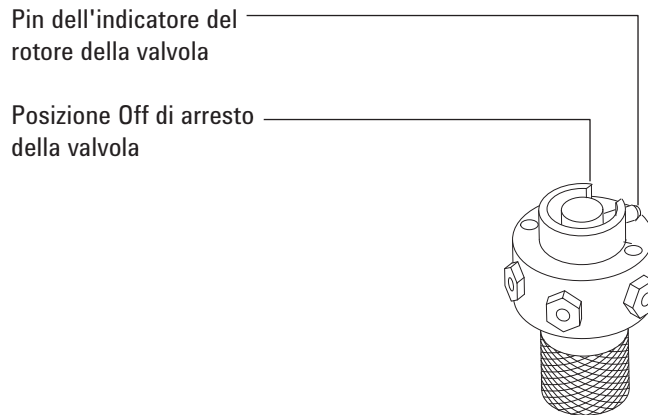 Pin dell'indicatore del
rotore della valvola
Posizione Off di arresto
della valvola